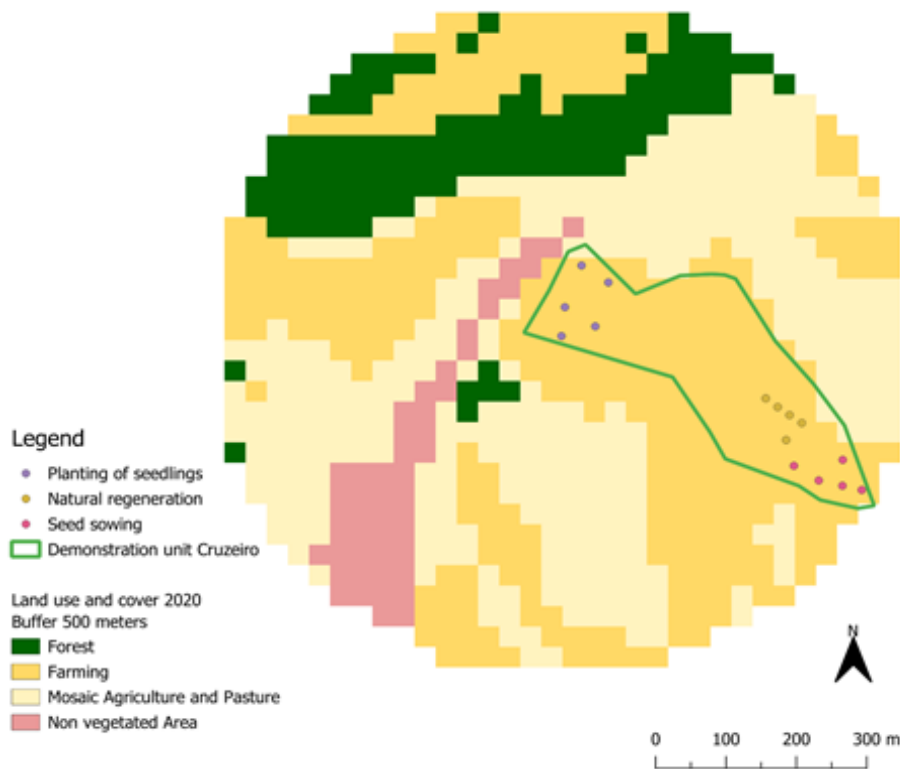 Legend
Planting of seedlings
Natural regeneration
Seed sowing
Demonstration unit Cruzeiro
Land use and cover 2020
Buffer 500 meters
Forest
Farming
Mosaic Agriculture and Pasture
Non vegetated Area
N
0 100 200 300 m